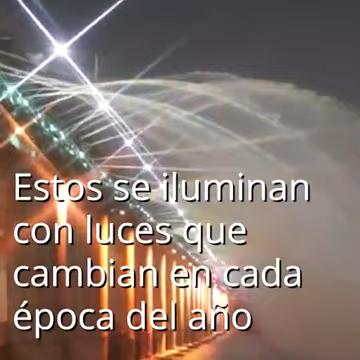 Estos se iluminan
con luces que
cambian en cada
época del año